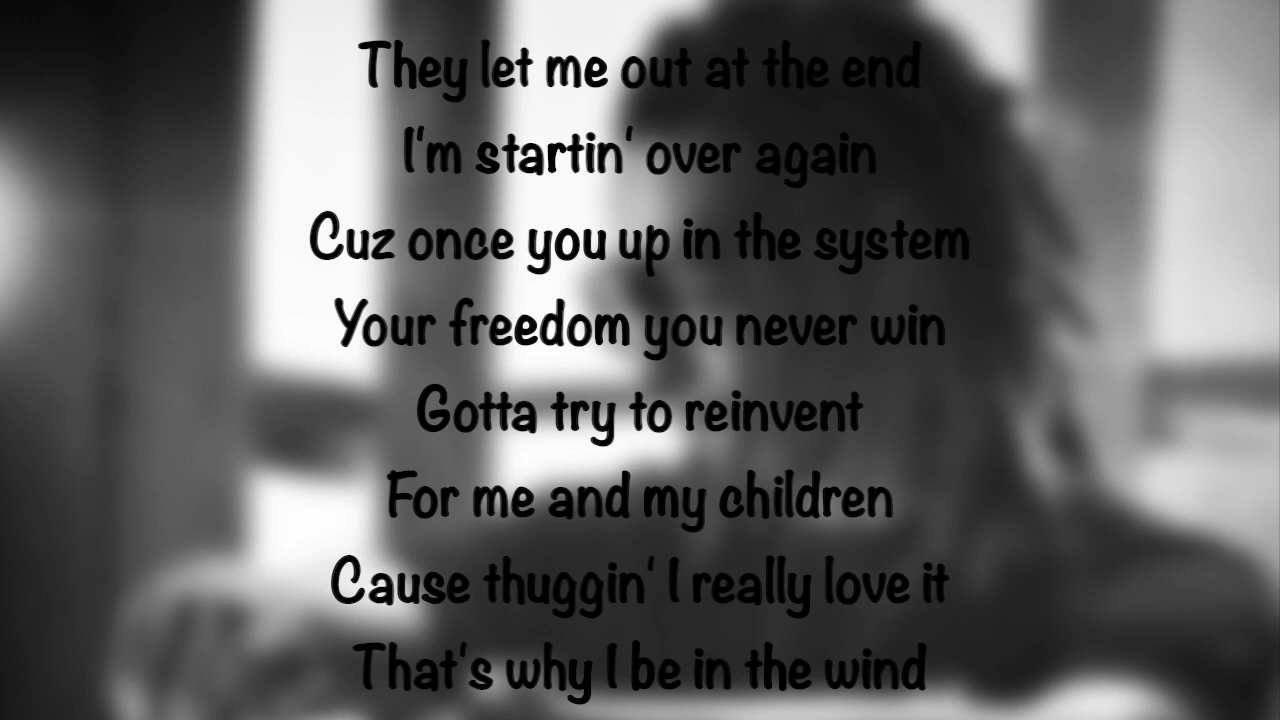 They let me out at the end
I'm startin' over again
Cuz once you up in the system
Your freedom you never win
Gotta try to reinvent
For me and my children
Cause thuggin' I really love it
That's why I be in the wind